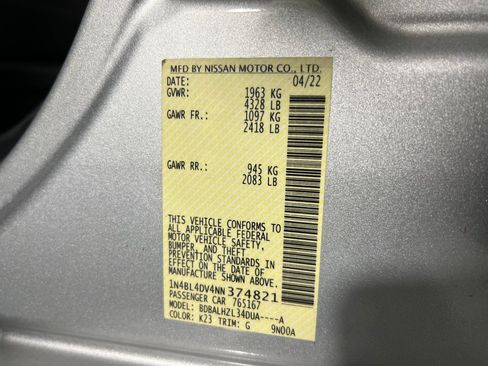 MFD BY NISSAN MOTOR CO., LTD.
DATE: 04/22
GVWR: 1963 KG
4328 LB
GAWR FR.: 1097 KG
2418 LB
GAWR RR.: 945 KG
2083 LB
THIS VEHICLE CONFORMS TO
ALL APPLICABLE FEDERAL
MOTOR VEHICLE SAFETY,
BUMPER, AND THEFT
PREVENTION STANDARDS IN
EFFECT ON THE DATE OF
MANUFACTURE SHOWN ABOVE.
1N4BL4DV4NN374821
PASSENGER CAR 765167
MODEL: BDBALHZL34DUA----A
COLOR: K23 TRIM: G 9N00A